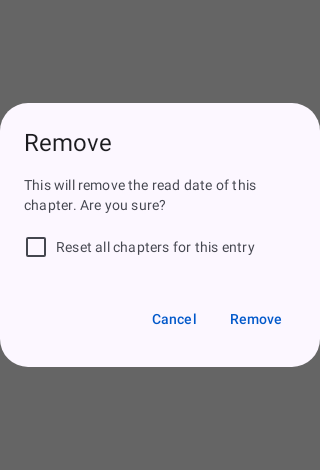 Remove
This will remove the read date of this
chapter. Are you sure?
Reset all chapters for this entry
Cancel
Remove